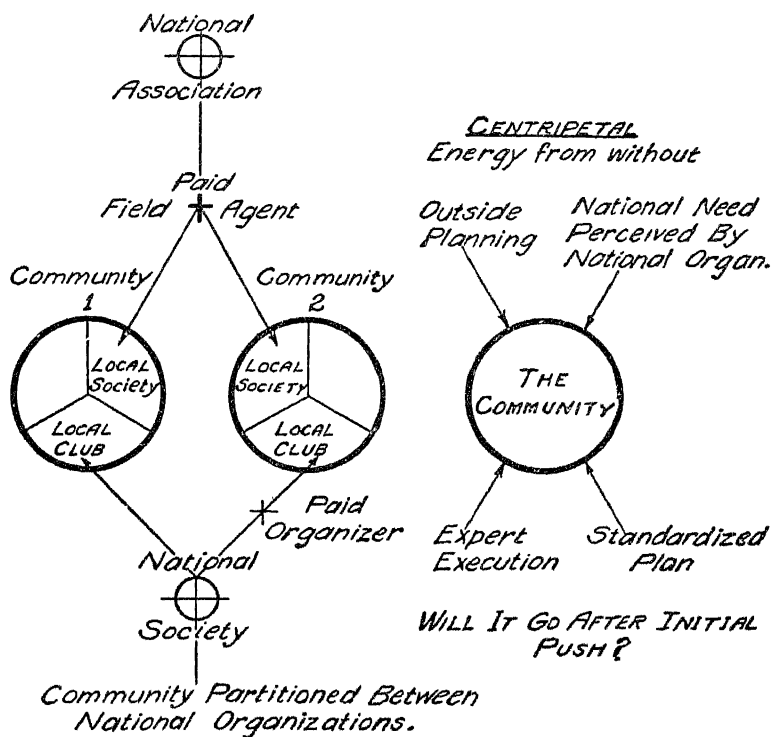 National
Association
Paid
Field Agent
Community
1
Community
2
LOCAL
Society
LOCAL
CLUB
LOCAL
SOCIETY
LOCAL
CLUB
Paid
Organizer
National
Society
Community Partitioned Between
National Organizations.
CENTRIPETAL
Energy from without
Outside
Planning
National Need
Perceived By
National Organ.
THE
COMMUNITY
Expert
Execution
Standardized
Plan
WILL IT GO AFTER INITIAL
PUSH?